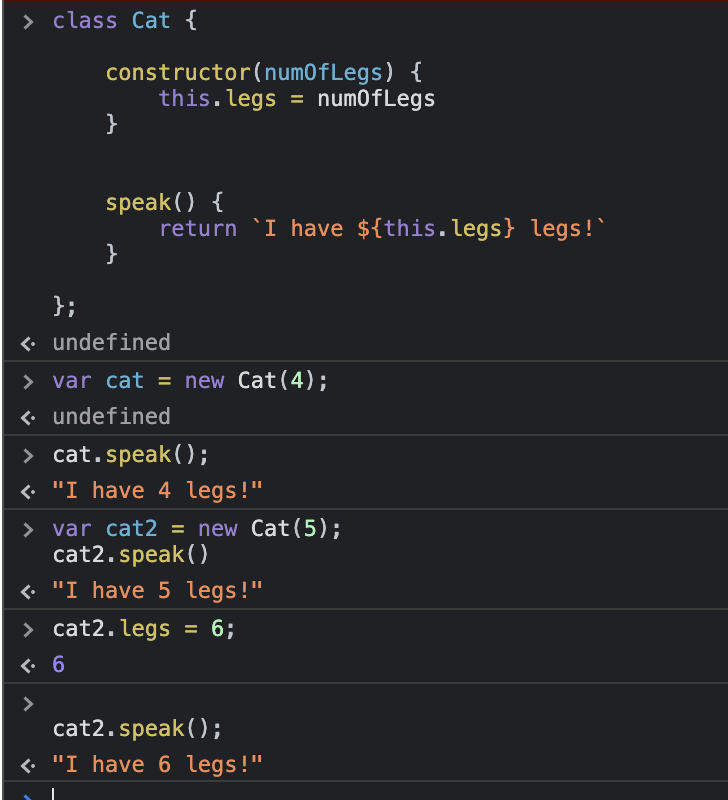 > class Cat {
constructor(numOfLegs) {
this.legs = numOfLegs
}
speak() {
return `I have ${this.legs} legs!`
}
};
undefined
> var cat = new Cat(4);
undefined
> cat.speak();
"I have 4 legs!"
> var cat2 = new Cat(5);
cat2.speak()
"I have 5 legs!"
> cat2.legs = 6;
6
>
cat2.speak();
"I have 6 legs!"